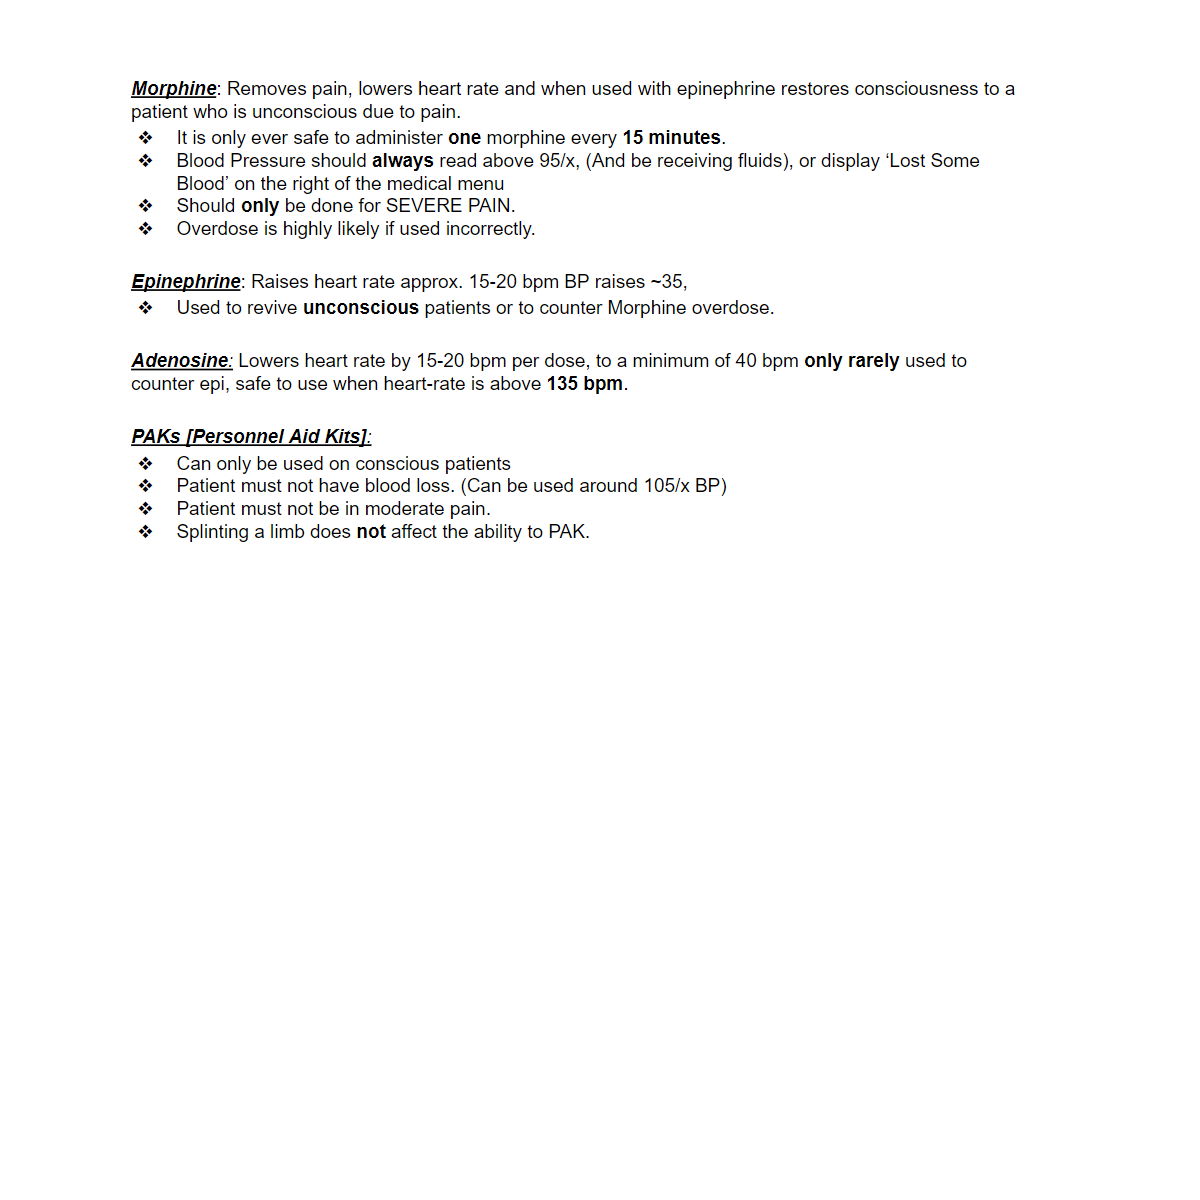 Morphine: Removes pain, lowers heart rate and when used with epinephrine restores consciousness to a
patient who is unconscious due to pain.
❖ It is only ever safe to administer one morphine every 15 minutes.
❖ Blood Pressure should always read above 95/x, (And be receiving fluids), or display ‘Lost Some
Blood’ on the right of the medical menu
❖ Should only be done for SEVERE PAIN.
❖ Overdose is highly likely if used incorrectly.
Epinephrine: Raises heart rate approx. 15-20 bpm BP raises ~35,
❖ Used to revive unconscious patients or to counter Morphine overdose.
Adenosine: Lowers heart rate by 15-20 bpm per dose, to a minimum of 40 bpm only rarely used to
counter epi, safe to use when heart-rate is above 135 bpm.
PAKs [Personnel Aid Kits]:
❖ Can only be used on conscious patients
❖ Patient must not have blood loss. (Can be used around 105/x BP)
❖ Patient must not be in moderate pain.
❖ Splinting a limb does not affect the ability to PAK.